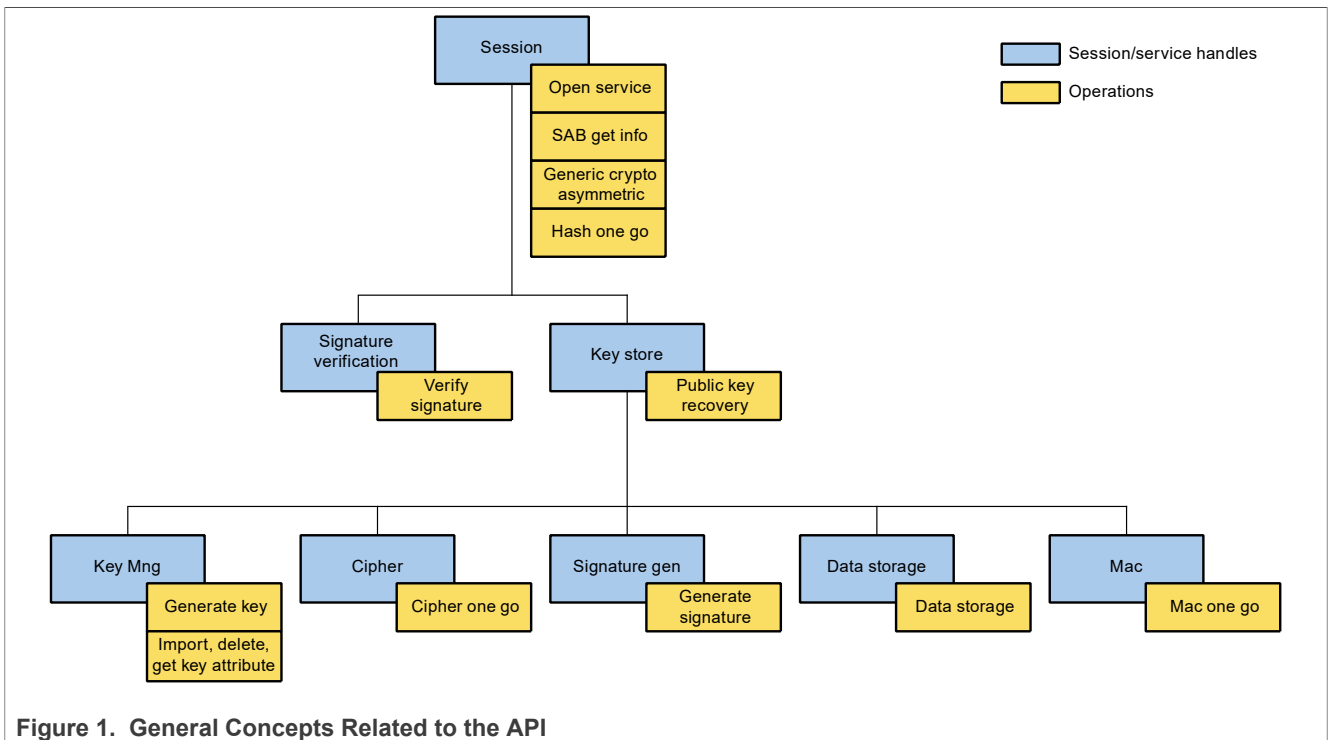 Session
Session/service handles
Open service
Operations
SAB get info
Generic crypto
asymmetric
Hash one go
Signature
verification
Verify
signature
Key store
Public key
recovery
Key Mng
Generate key
Import, delete,
get key attribute
Cipher
Cipher one go
Signature gen
Generate
signature
Data storage
Data storage
Mac
Mac one go
Figure 1. General Concepts Related to the API